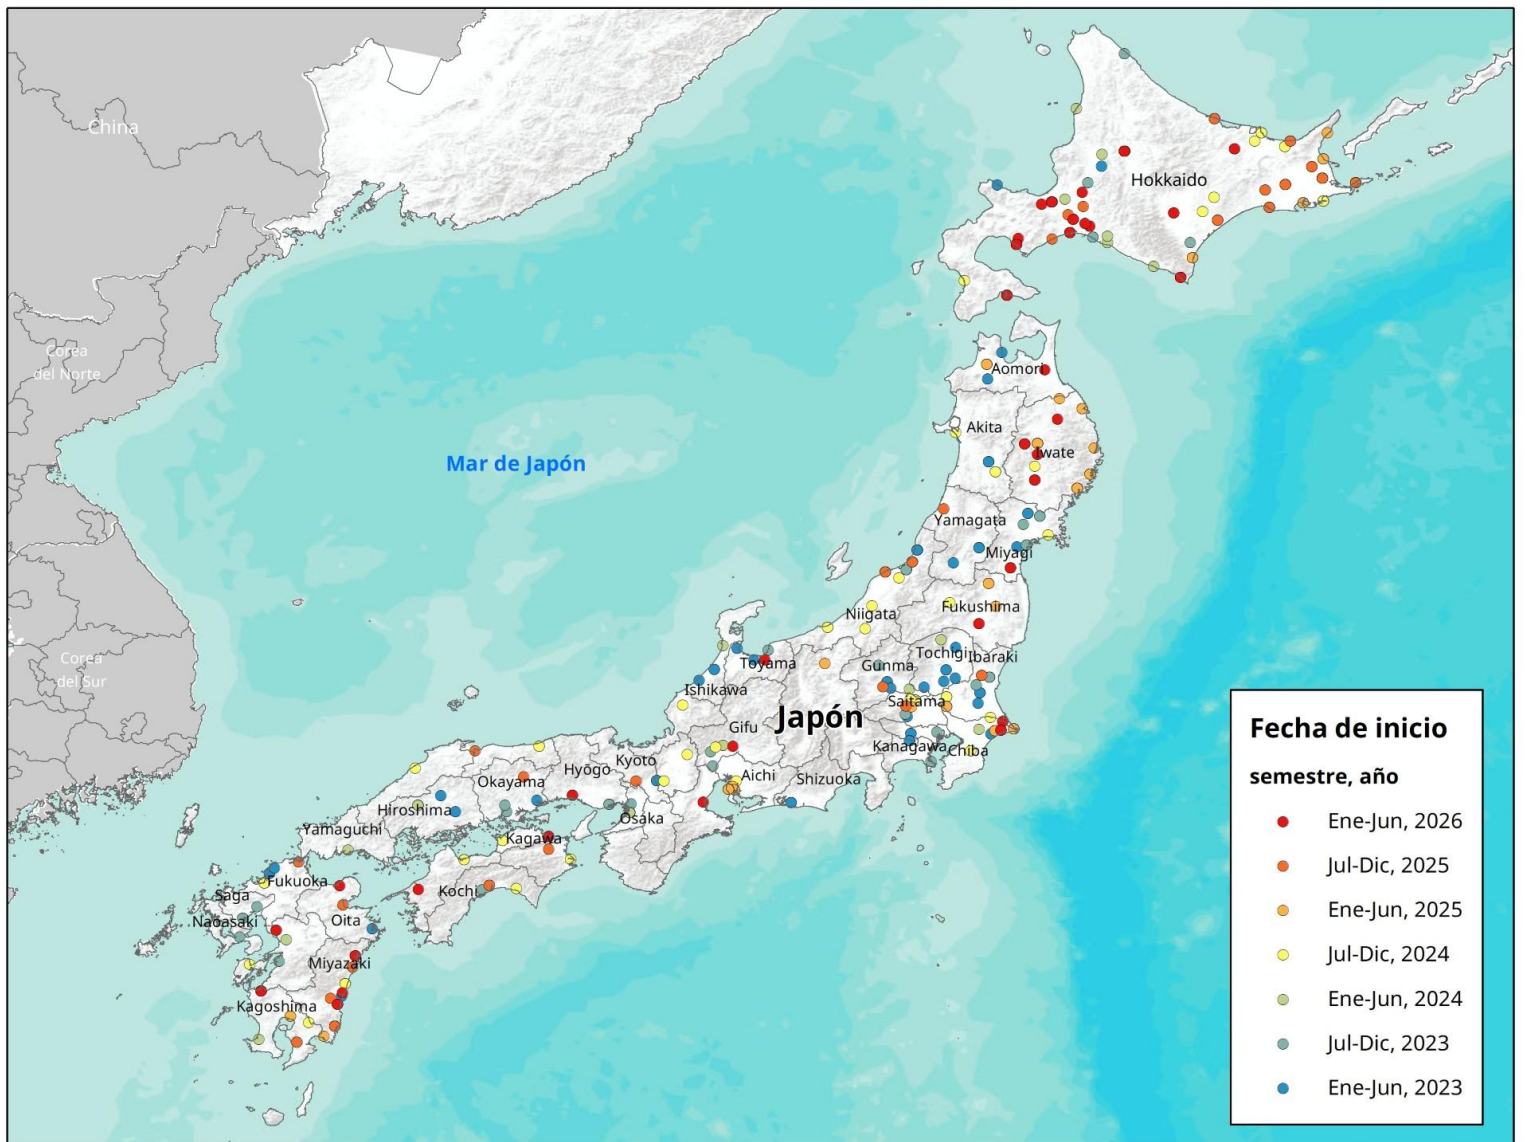 China
Hokkaido
Corea
del Norte
Aomori
Akita
Iwate
Mar de Japón
Yamagata
Miyagi
Fukushima
Niigata
Corea
del Sur
Toyama
Gunma
Tochigi
Ibaraki
Ishikawa
Saitama
Gifu
Japón
Kanagawa
Chiba
Kyoto
Hyōgo
Okayama
Aichi
Shizuoka
Hiroshima
Osaka
Yamaguchi
Kagawa
Fukuoka
Kochi
Saga
Naōasaki
Oita
Miyazaki
Kagoshima
Fecha de inicio
semestre, año
Ene-Jun, 2026
Jul-Dic, 2025
Ene-Jun, 2025
Jul-Dic, 2024
Ene-Jun, 2024
Jul-Dic, 2023
Ene-Jun, 2023